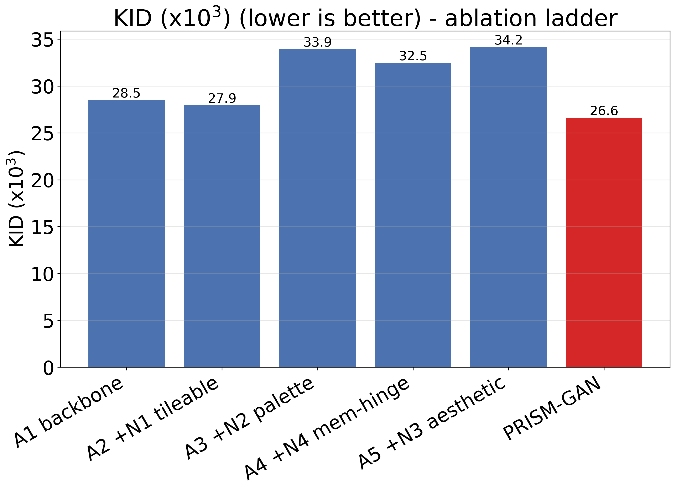 KID (x10³) (lower is better) - ablation ladder
KID (x10³)
35
30
25
20
15
10
5
0
28.5
27.9
33.9
32.5
34.2
26.6
A1 backbone
A2 +N1 tileable
A3 +N2 palette
A4 +N4 mem-hinge
A5 +N3 aesthetic
PRISM-GAN